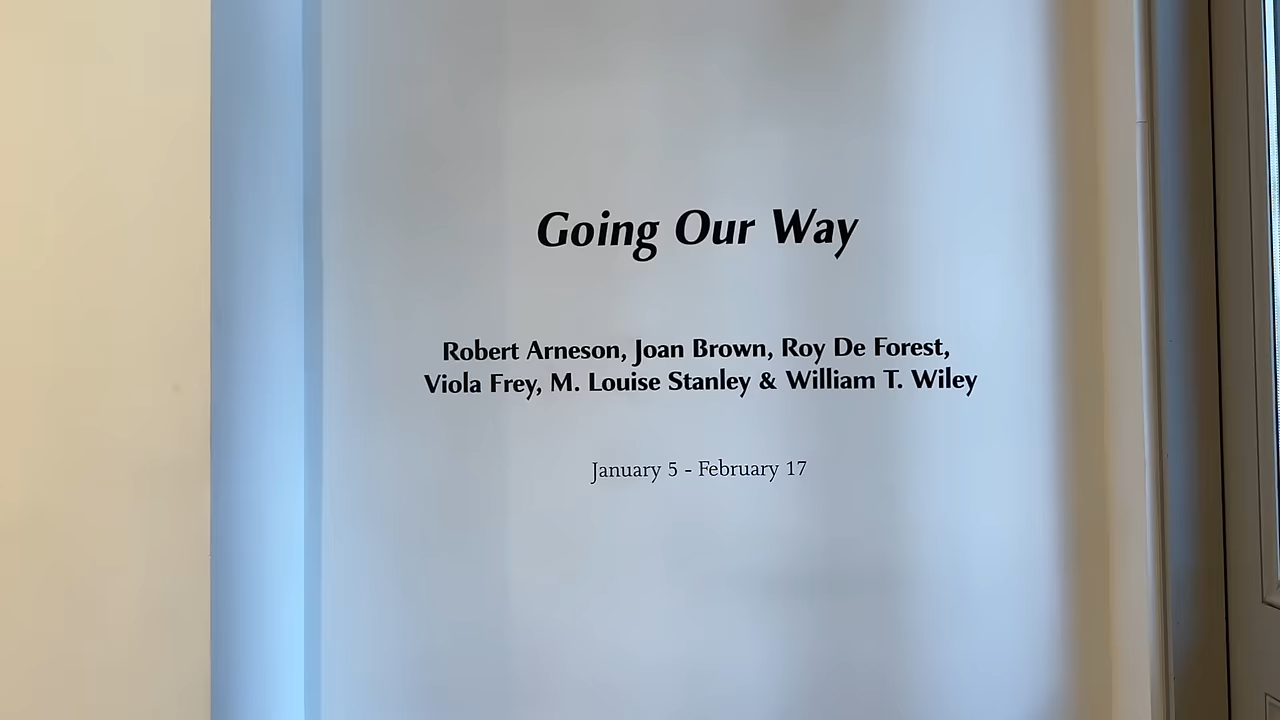 Going Our Way
Robert Arneson, Joan Brown, Roy De Forest,
Viola Frey, M. Louise Stanley & William T. Wiley
January 5 - February 17